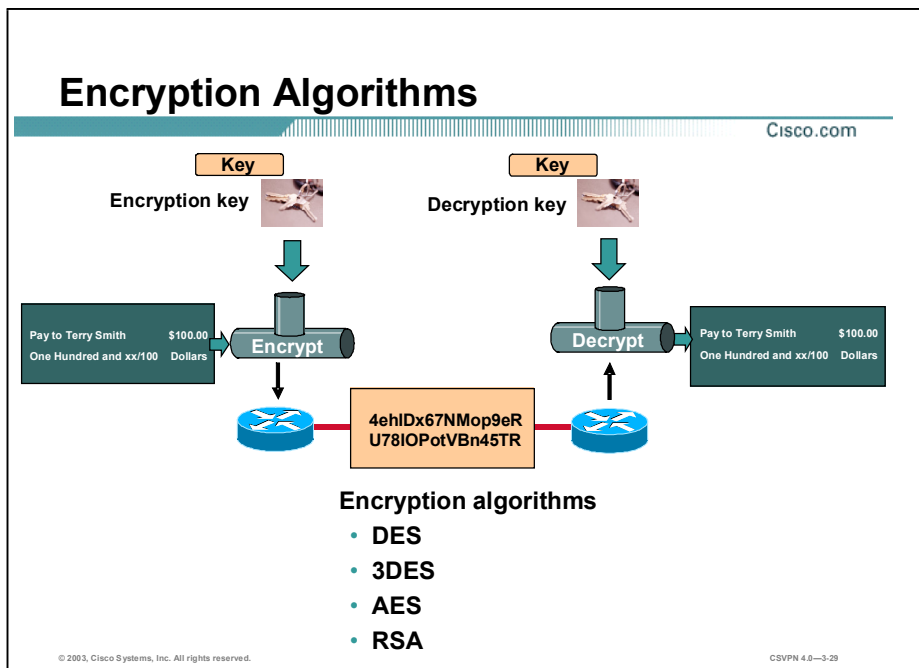 Encryption Algorithms
Cisco.com
Key
Key
Encryption key
Decryption key
Pay to Terry Smith $100.00
One Hundred and xx/100 Dollars
Encrypt
Decrypt
Pay to Terry Smith $100.00
One Hundred and xx/100 Dollars
4ehIDx67NMop9eR
U78IOPotVBn45TR
Encryption algorithms
• DES
• 3DES
• AES
• RSA
© 2003, Cisco Systems, Inc. All rights reserved.
CSVPN 4.0—3-29